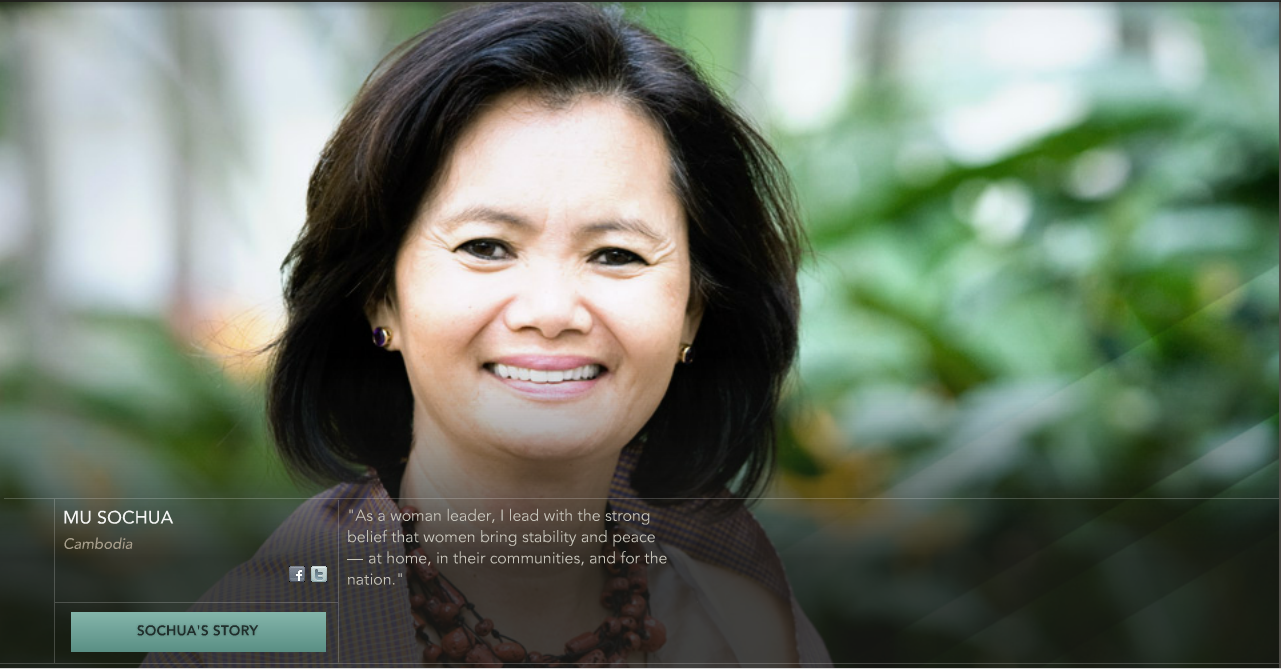 MU SOCHUA
Cambodia
"As a woman leader, I lead with the strong
belief that women bring stability and peace
— at home, in their communities, and for the
nation."
SOCHUA'S STORY